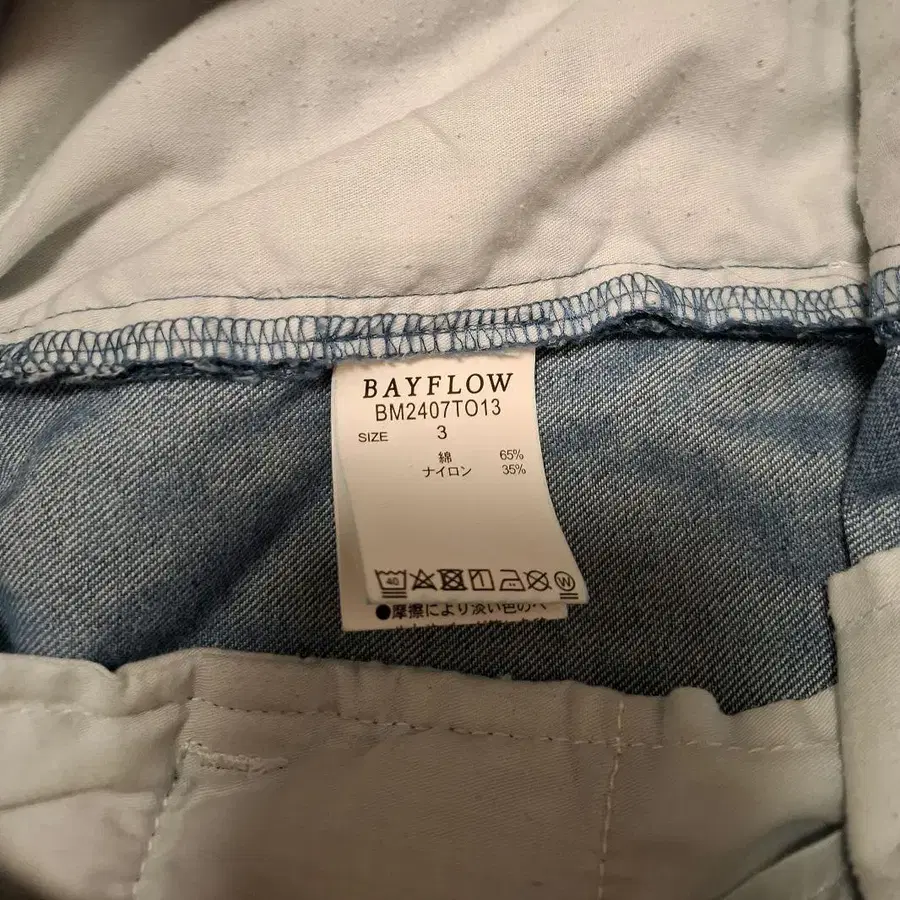 BAYFLOW
BM2407TO13
SIZE 3
綿 65%
ナイロン 35%
40
W
●摩擦により淡い色のへ